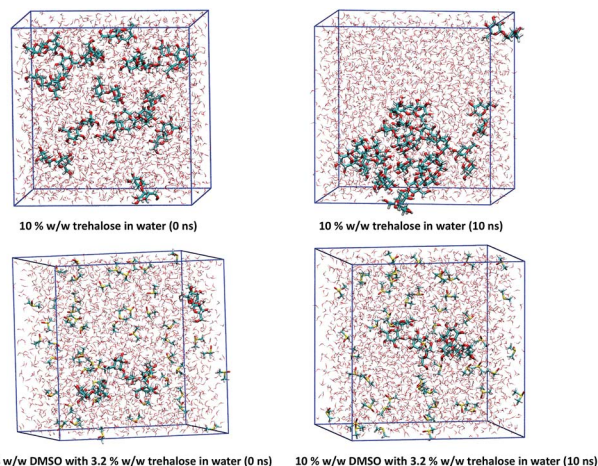 10 % w/w trehalose in water (0 ns)
10 % w/w trehalose in water (10 ns)
w/w DMSO with 3.2 % w/w trehalose in water (0 ns)
10 % w/w DMSO with 3.2 % w/w trehalose in water (10 ns)